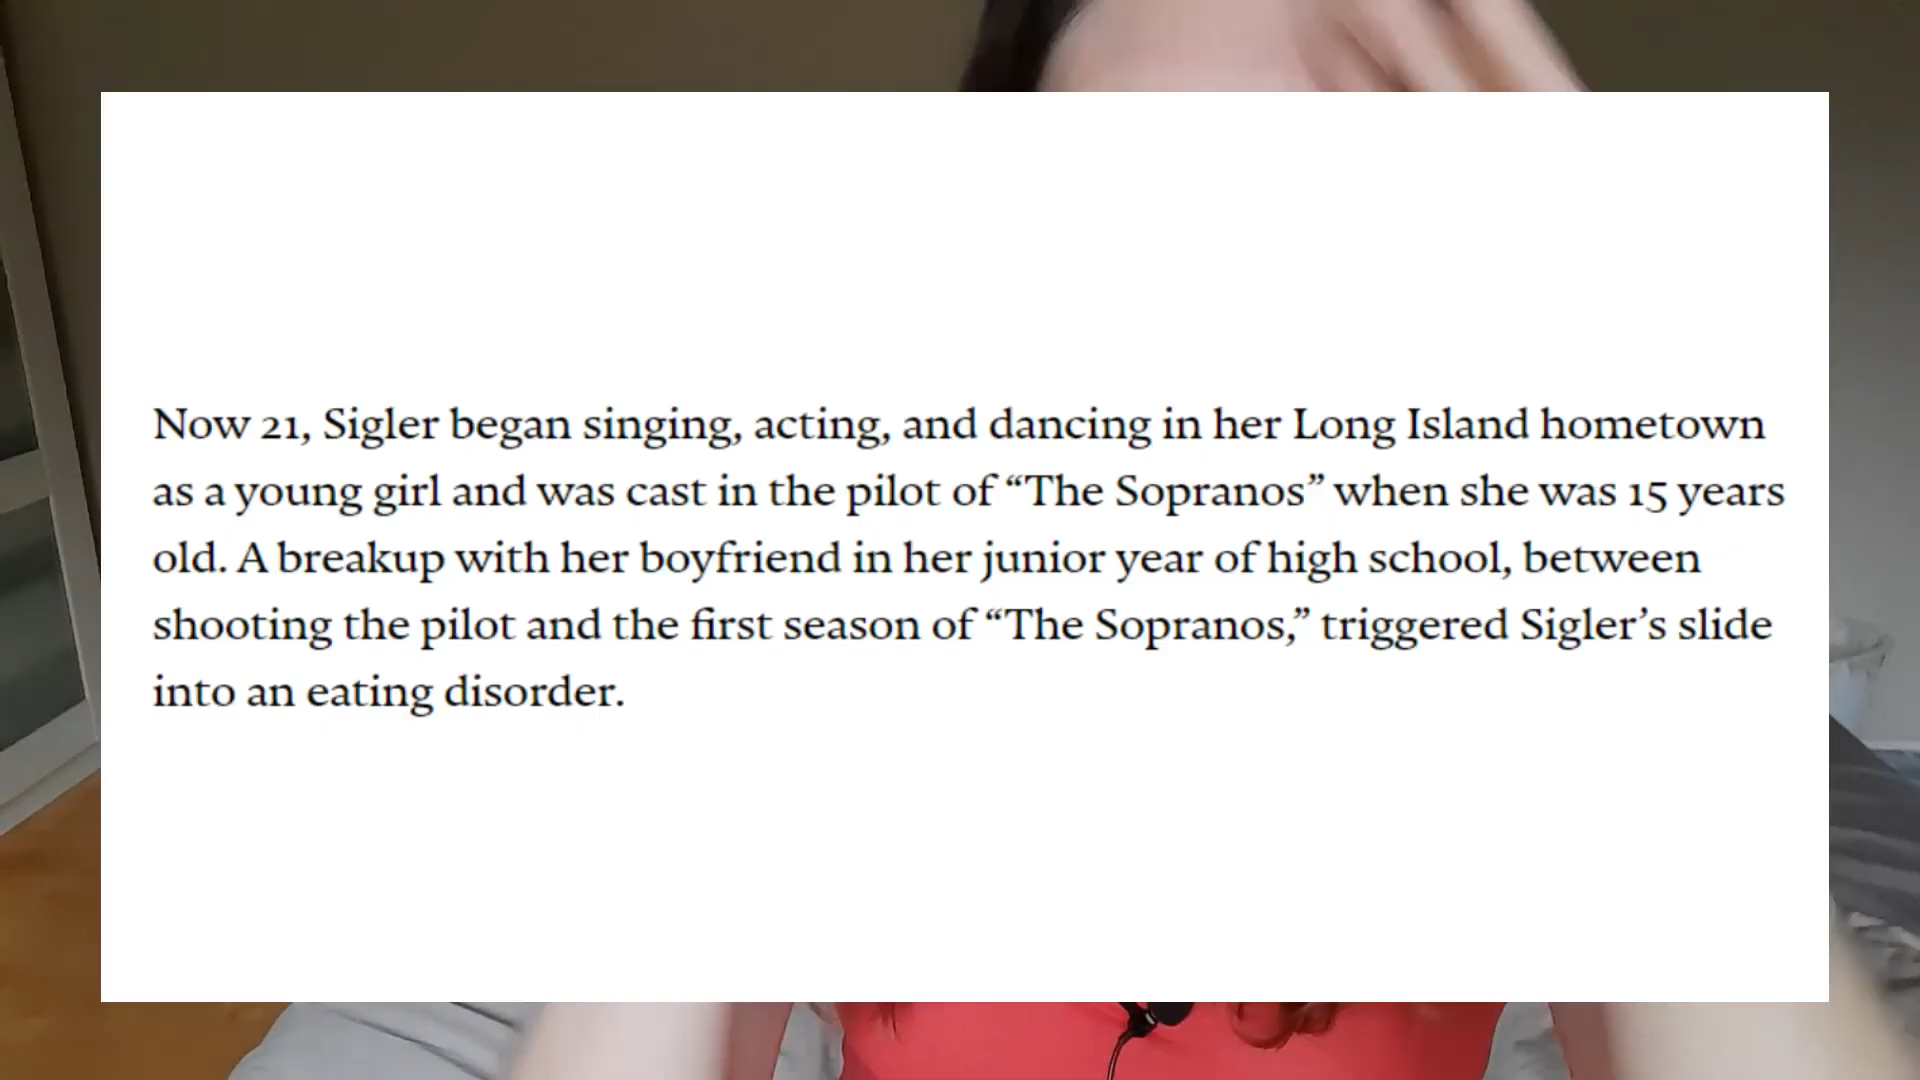 Now 21, Sigler began singing, acting, and dancing in her Long Island hometown
as a young girl and was cast in the pilot of “The Sopranos” when she was 15 years
old. A breakup with her boyfriend in her junior year of high school, between
shooting the pilot and the first season of “The Sopranos,” triggered Sigler’s slide
into an eating disorder.